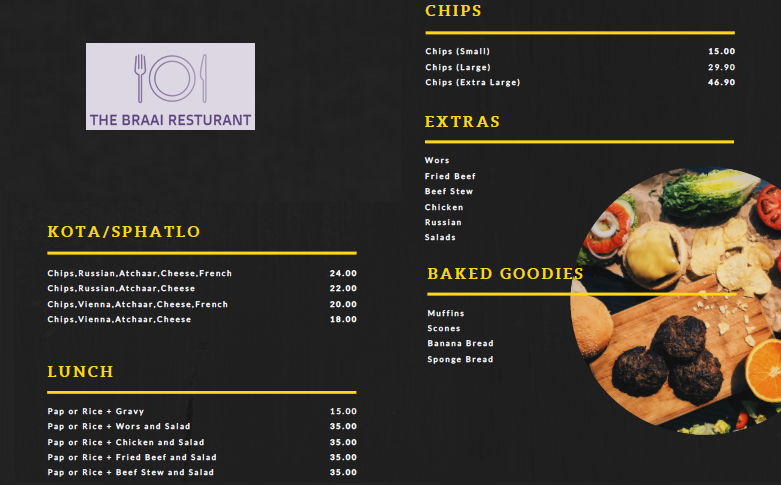 THE BRAAI RESTURANT
KOTA/SPHATLO
Chips,Russian,Atchaar,Cheese,French 24.00
Chips,Russian,Atchaar,Cheese 22.00
Chips,Vienna,Atchaar,Cheese,French 20.00
Chips,Vienna,Atchaar,Cheese 18.00
LUNCH
Pap or Rice + Gravy 15.00
Pap or Rice + Wors and Salad 35.00
Pap or Rice + Chicken and Salad 35.00
Pap or Rice + Fried Beef and Salad 35.00
Pap or Rice + Beef Stew and Salad 35.00
CHIPS
Chips (Small) 15.00
Chips (Large) 29.90
Chips (Extra Large) 46.90
EXTRAS
Wors
Fried Beef
Beef Stew
Chicken
Russian
Salads
BAKED GOODIES
Muffins
Scones
Banana Bread
Sponge Bread